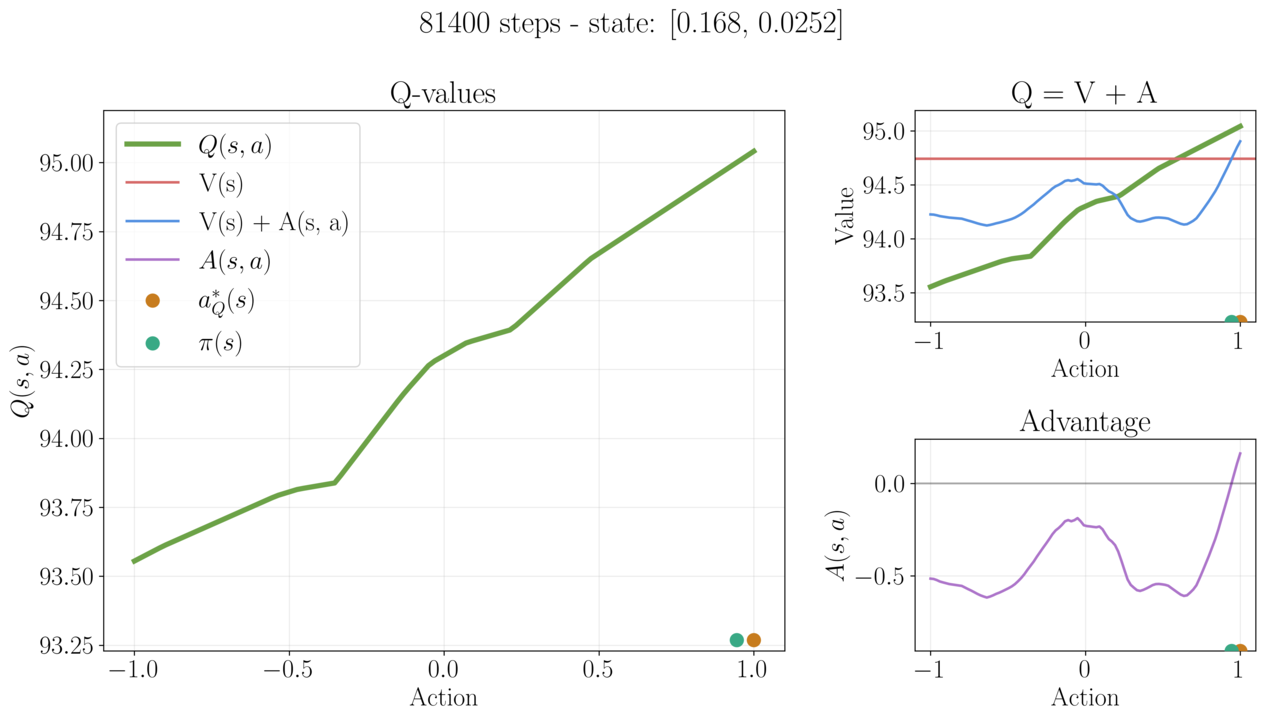 81400 steps - state: [0.168, 0.0252]
Q-values
Q(s, a)
95.00
94.75
94.50
94.25
94.00
93.75
93.50
93.25
−1.0
−0.5
0.0
0.5
1.0
Action
Q(s, a)
V(s)
V(s) + A(s, a)
A(s, a)
a*Q(s)
π(s)
Q = V + A
Value
95.0
94.5
94.0
93.5
−1
0
1
Action
Advantage
A(s, a)
0.0
−0.5
−1
0
1
Action